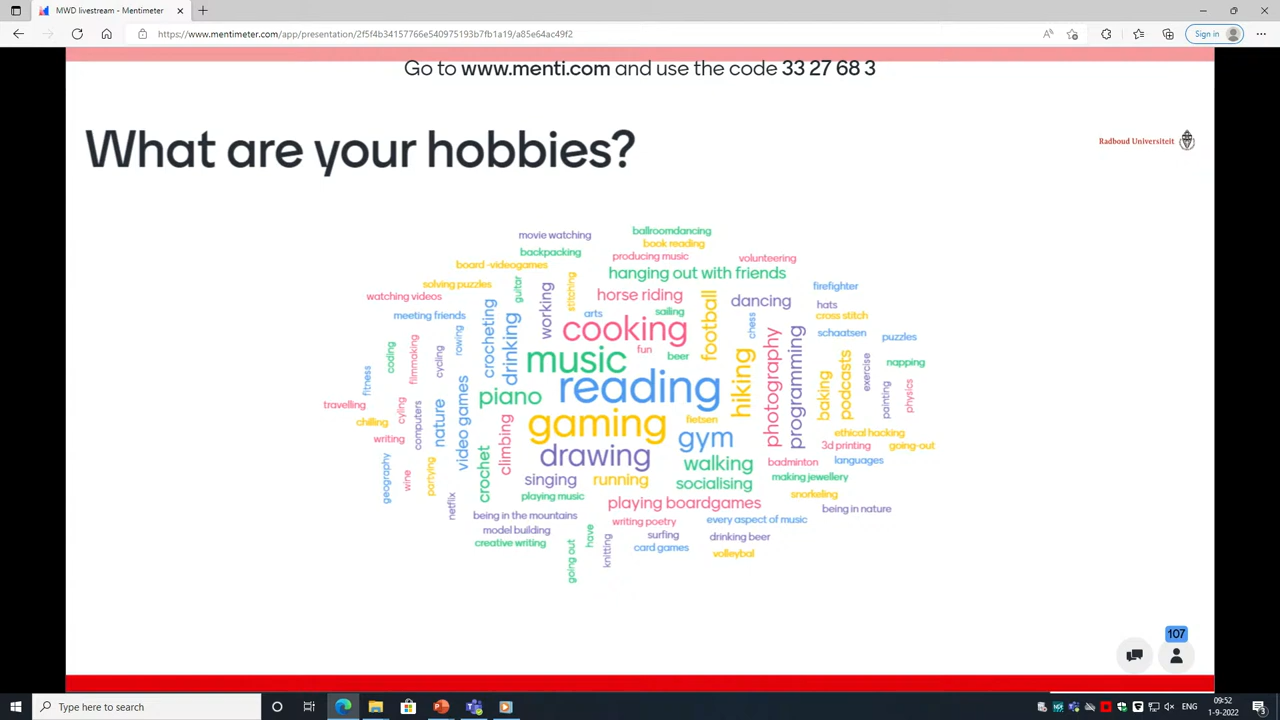 MWD livestream - Mentimeter
https://www.mentimeter.com/app/presentation/2f5f4b34157766e540975193b7fb1a19/a85e64ac49f2
Sign in
Go to www.menti.com and use the code 33 27 68 3
What are your hobbies?
Radboud Universiteit
movie watching
ballroomdancing
book reading
backpacking
producing music
volunteering
board -videogames
hanging out with friends
solving puzzles
guitar
stitching
working
horse riding
football
dancing
firefighter
watching videos
hats
meeting friends
crocheting
drinking
arts
sailing
cross stitch
cooking
chess
schaatsen
puzzles
rowing
coding
filmmaking
cycling
fun
beer
music
hiking
photography
programming
baking
podcasts
exercise
napping
fitness
reading
painting
physics
travelling
cyling
computers
nature
video games
piano
chilling
gaming
fietsen
ethical hacking
writing
climbing
gym
3d printing
going-out
drawing
walking
badminton
languages
geography
wine
partying
crochet
singing
running
socialising
making jewellery
netflix
playing music
playing boardgames
snorkeling
being in the mountains
writing poetry
every aspect of music
being in nature
model building
have
surfing
drinking beer
creative writing
going out
knitting
card games
volleybal
107
Type here to search
ENG
09:52
1-9-2022
3